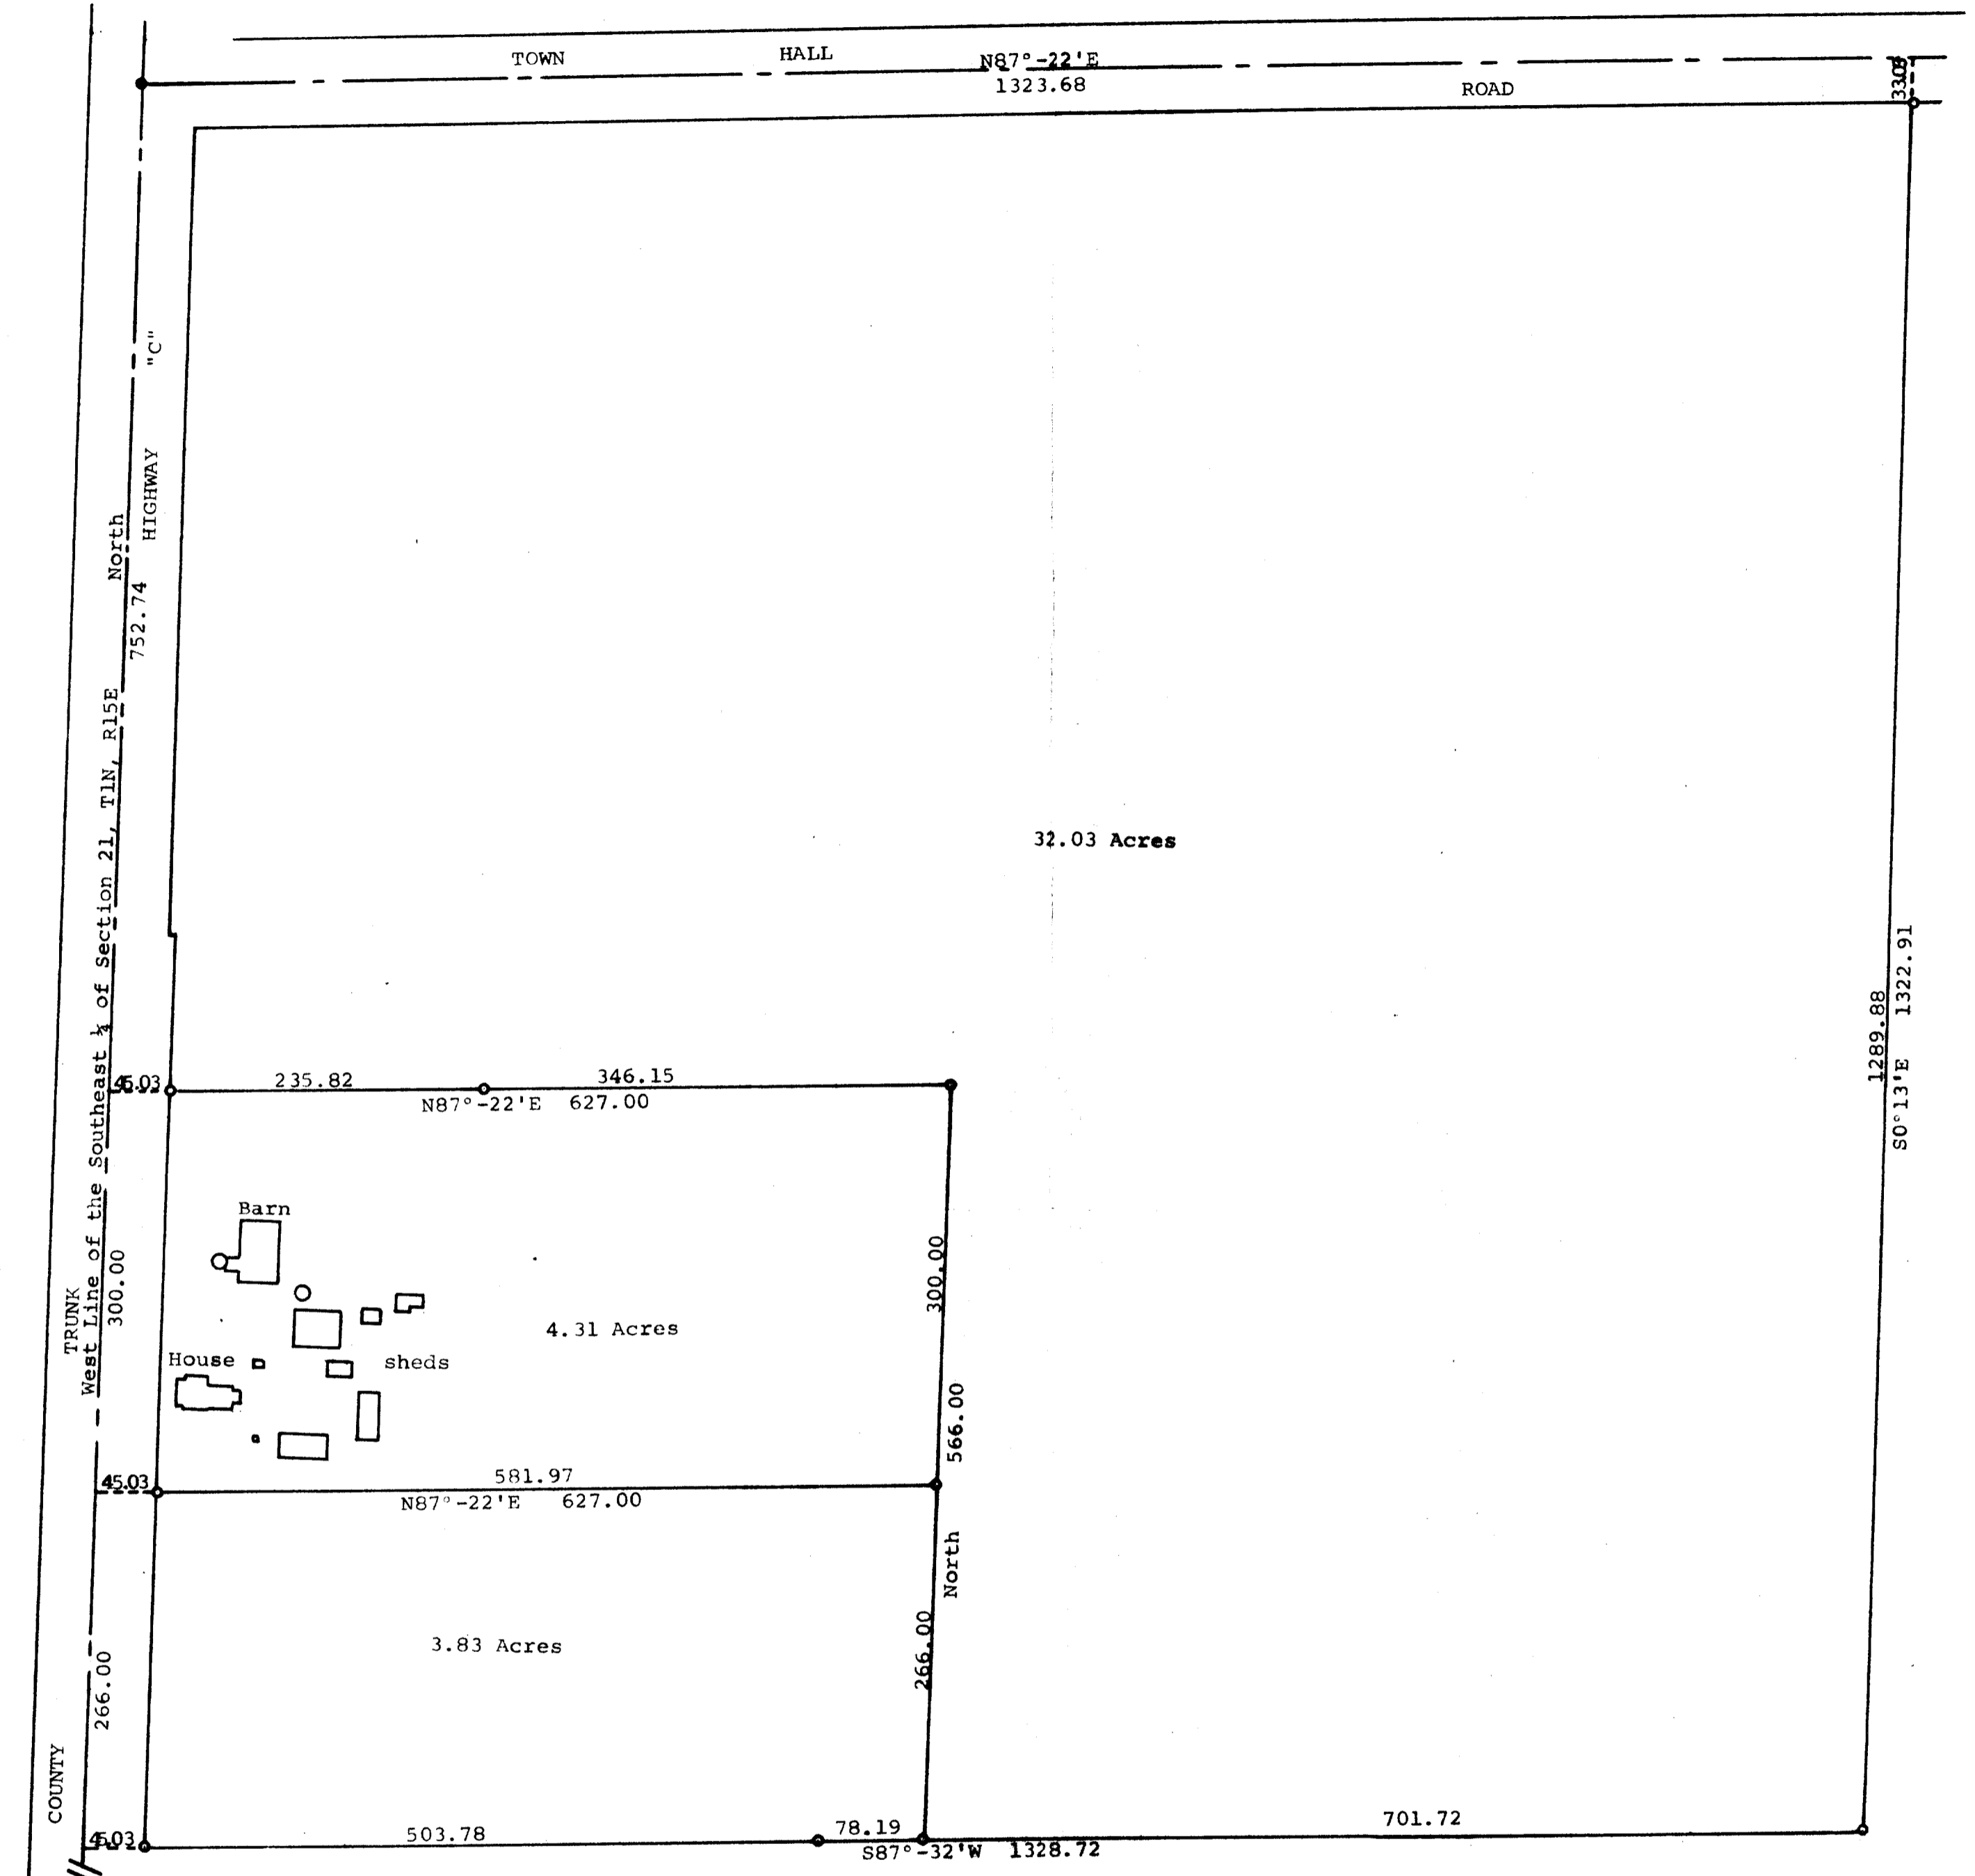 TOWN HALL N87°-22'E
1323.68
ROAD
33.03
"C"
HIGHWAY
North
752.74
West Line of the Southeast ¼ of Section 21, T1N, R15E
32.03 Acres
1289.88
S0°13'E 1322.91
45.03
235.82
346.15
N87°-22'E 627.00
Barn
300.00
300.00
TRUNK
4.31 Acres
House
sheds
566.00
45.03
581.97
N87°-22'E 627.00
North
3.83 Acres
266.00
266.00
COUNTY
45.03
503.78
78.19
701.72
S87°-32'W 1328.72